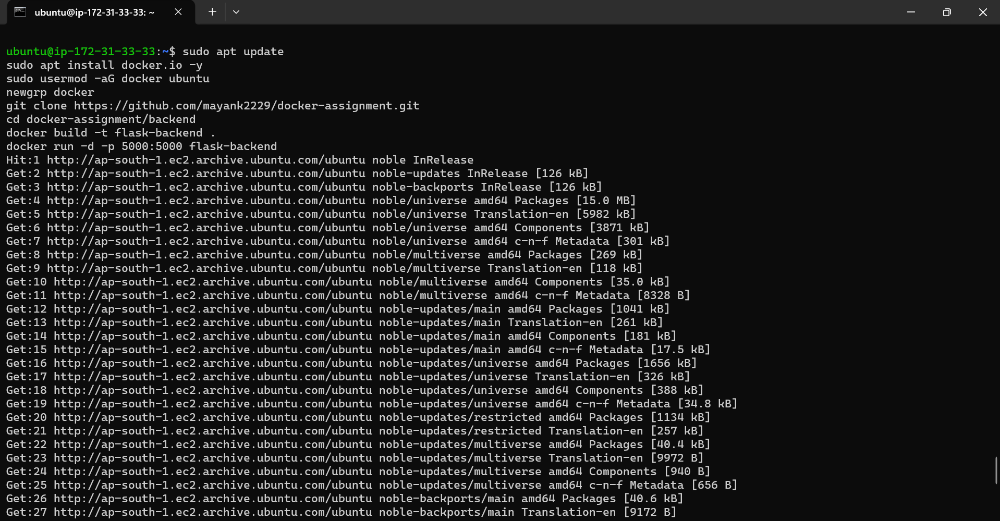 ubuntu@ip-172-31-33-33: ~
ubuntu@ip-172-31-33-33:~$ sudo apt update
sudo apt install docker.io -y
sudo usermod -aG docker ubuntu
newgrp docker
git clone https://github.com/mayank2229/docker-assignment.git
cd docker-assignment/backend
docker build -t flask-backend .
docker run -d -p 5000:5000 flask-backend
Hit:1 http://ap-south-1.ec2.archive.ubuntu.com/ubuntu noble InRelease
Get:2 http://ap-south-1.ec2.archive.ubuntu.com/ubuntu noble-updates InRelease [126 kB]
Get:3 http://ap-south-1.ec2.archive.ubuntu.com/ubuntu noble-backports InRelease [126 kB]
Get:4 http://ap-south-1.ec2.archive.ubuntu.com/ubuntu noble/universe amd64 Packages [15.0 MB]
Get:5 http://ap-south-1.ec2.archive.ubuntu.com/ubuntu noble/universe Translation-en [5982 kB]
Get:6 http://ap-south-1.ec2.archive.ubuntu.com/ubuntu noble/universe amd64 Components [3871 kB]
Get:7 http://ap-south-1.ec2.archive.ubuntu.com/ubuntu noble/universe amd64 c-n-f Metadata [301 kB]
Get:8 http://ap-south-1.ec2.archive.ubuntu.com/ubuntu noble/multiverse amd64 Packages [269 kB]
Get:9 http://ap-south-1.ec2.archive.ubuntu.com/ubuntu noble/multiverse Translation-en [118 kB]
Get:10 http://ap-south-1.ec2.archive.ubuntu.com/ubuntu noble/multiverse amd64 Components [35.0 kB]
Get:11 http://ap-south-1.ec2.archive.ubuntu.com/ubuntu noble/multiverse amd64 c-n-f Metadata [8328 B]
Get:12 http://ap-south-1.ec2.archive.ubuntu.com/ubuntu noble-updates/main amd64 Packages [1041 kB]
Get:13 http://ap-south-1.ec2.archive.ubuntu.com/ubuntu noble-updates/main Translation-en [261 kB]
Get:14 http://ap-south-1.ec2.archive.ubuntu.com/ubuntu noble-updates/main amd64 Components [181 kB]
Get:15 http://ap-south-1.ec2.archive.ubuntu.com/ubuntu noble-updates/main amd64 c-n-f Metadata [17.5 kB]
Get:16 http://ap-south-1.ec2.archive.ubuntu.com/ubuntu noble-updates/universe amd64 Packages [1656 kB]
Get:17 http://ap-south-1.ec2.archive.ubuntu.com/ubuntu noble-updates/universe Translation-en [326 kB]
Get:18 http://ap-south-1.ec2.archive.ubuntu.com/ubuntu noble-updates/universe amd64 Components [388 kB]
Get:19 http://ap-south-1.ec2.archive.ubuntu.com/ubuntu noble-updates/universe amd64 c-n-f Metadata [34.8 kB]
Get:20 http://ap-south-1.ec2.archive.ubuntu.com/ubuntu noble-updates/restricted amd64 Packages [1134 kB]
Get:21 http://ap-south-1.ec2.archive.ubuntu.com/ubuntu noble-updates/restricted Translation-en [257 kB]
Get:22 http://ap-south-1.ec2.archive.ubuntu.com/ubuntu noble-updates/multiverse amd64 Packages [40.4 kB]
Get:23 http://ap-south-1.ec2.archive.ubuntu.com/ubuntu noble-updates/multiverse Translation-en [9972 B]
Get:24 http://ap-south-1.ec2.archive.ubuntu.com/ubuntu noble-updates/multiverse amd64 Components [940 B]
Get:25 http://ap-south-1.ec2.archive.ubuntu.com/ubuntu noble-updates/multiverse amd64 c-n-f Metadata [656 B]
Get:26 http://ap-south-1.ec2.archive.ubuntu.com/ubuntu noble-backports/main amd64 Packages [40.6 kB]
Get:27 http://ap-south-1.ec2.archive.ubuntu.com/ubuntu noble-backports/main Translation-en [9172 B]